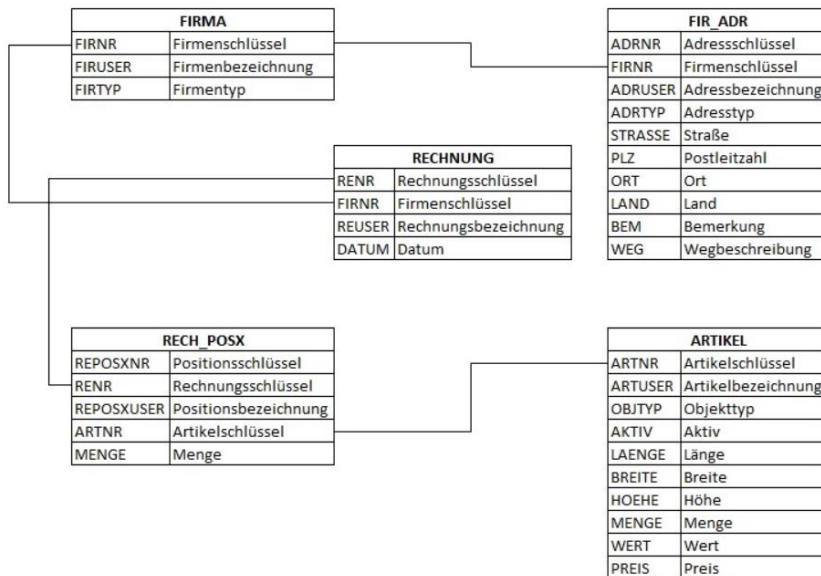 FIRMA
FIRNR Firmenschlüssel
FIRUSER Firmenbezeichnung
FIRTYP Firmentyp
FIR_ADR
ADRNR Adressschlüssel
FIRNR Firmenschlüssel
ADRUSER Adressbezeichnung
ADRTYP Adresstyp
STRASSE Straße
PLZ Postleitzahl
ORT Ort
LAND Land
BEM Bemerkung
WEG Wegbeschreibung
RECHNUNG
RENR Rechnungsschlüssel
FIRNR Firmenschlüssel
REUSER Rechnungsbezeichnung
DATUM Datum
RECH_POSX
REPOSXNR Positionsschlüssel
RENR Rechnungsschlüssel
REPOSXUSER Positionsbezeichnung
ARTNR Artikelschlüssel
MENGE Menge
ARTIKEL
ARTNR Artikelschlüssel
ARTUSER Artikelbezeichnung
OBJTYP Objekttyp
AKTIV Aktiv
LAENGE Länge
BREITE Breite
HOEHE Höhe
MENGE Menge
WERT Wert
PREIS Preis